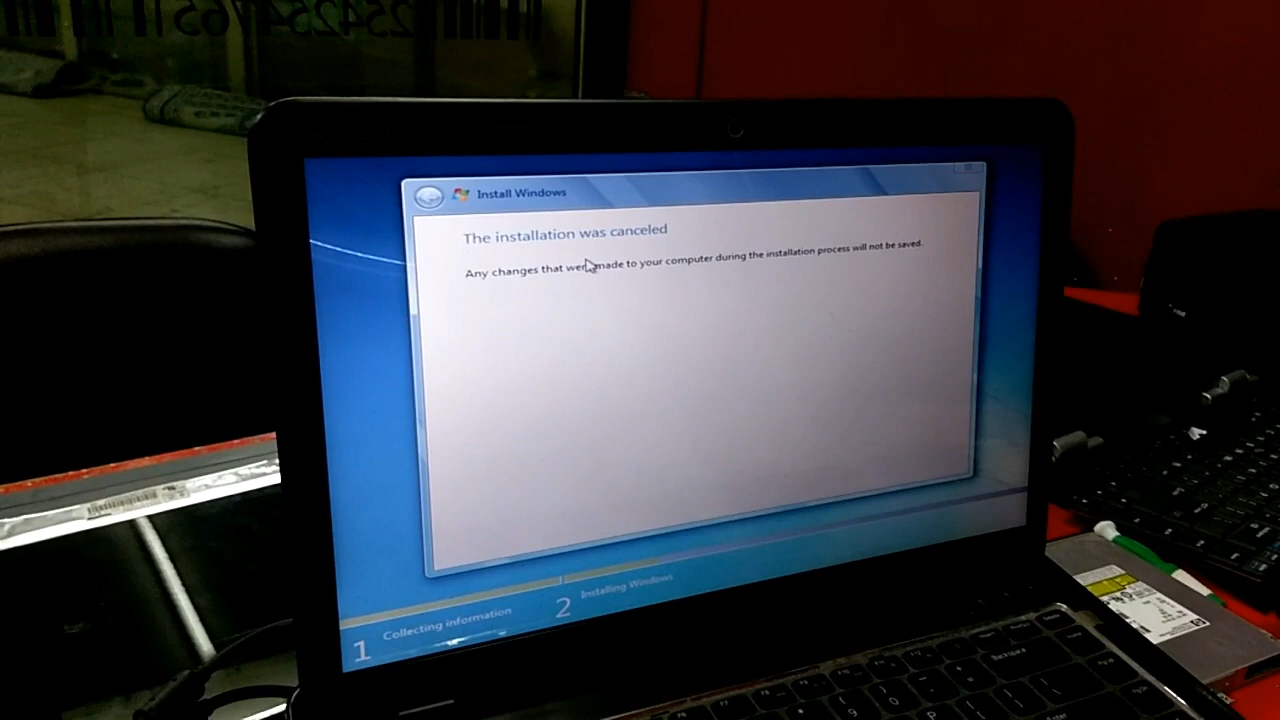 Install Windows
The installation was canceled
Any changes that were made to your computer during the installation process will not be saved.
1 Collecting information
2 Installing Windows
Backspace